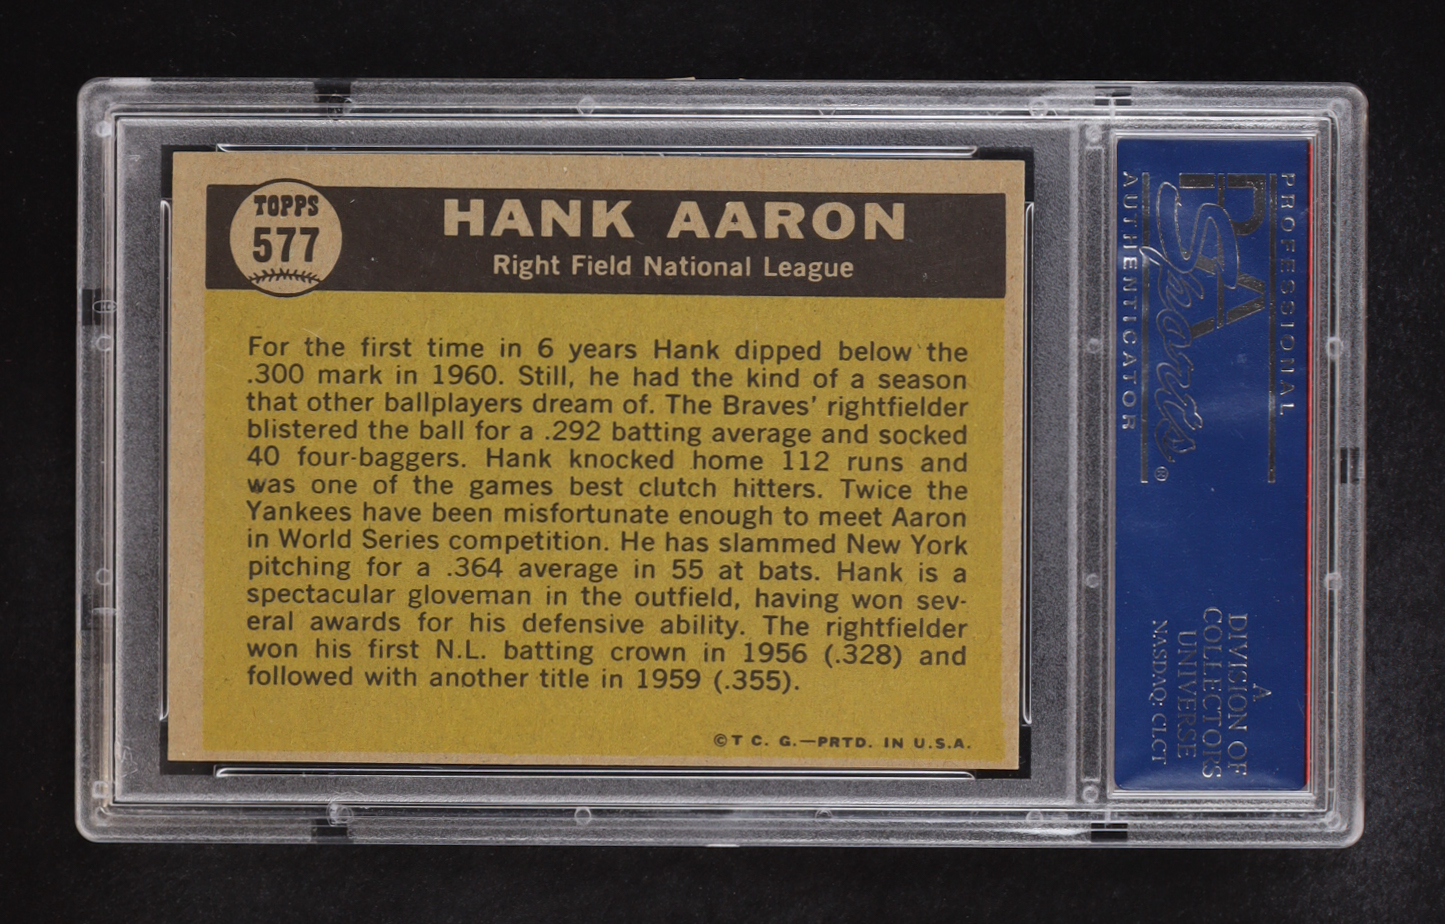 TOPPS
577
HANK AARON
Right Field National League
For the first time in 6 years Hank dipped below the
.300 mark in 1960. Still, he had the kind of a season
that other ballplayers dream of. The Braves' rightfielder
blistered the ball for a .292 batting average and socked
40 four-baggers. Hank knocked home 112 runs and
was one of the games best clutch hitters. Twice the
Yankees have been misfortunate enough to meet Aaron
in World Series competition. He has slammed New York
pitching for a .364 average in 55 at bats. Hank is a
spectacular gloveman in the outfield, having won sev-
eral awards for his defensive ability. The rightfielder
won his first N.L. batting crown in 1956 (.328) and
followed with another title in 1959 (.355).
©T C. G.—PRTD. IN U.S.A.
PROFESSIONAL
PSA
Sports
AUTHENTICATOR
®
A
DIVISION OF
COLLECTORS
UNIVERSE
NASDAQ: CLCT